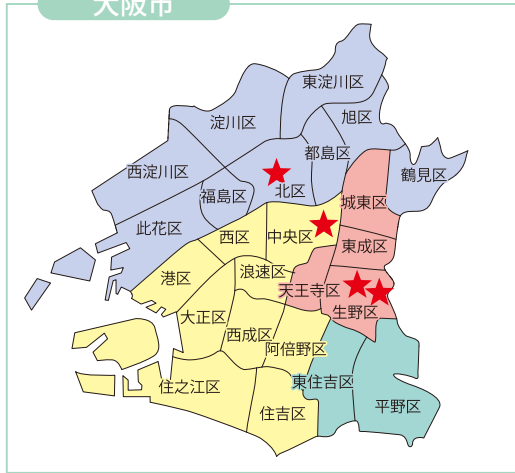 大阪市
東淀川区
旭区
淀川区
都島区
西淀川区
北区
鶴見区
福島区
城東区
此花区
西区
中央区
東成区
港区
浪速区
天王寺区
生野区
大正区
西成区
阿倍野区
東住吉区
住之江区
住吉区
平野区